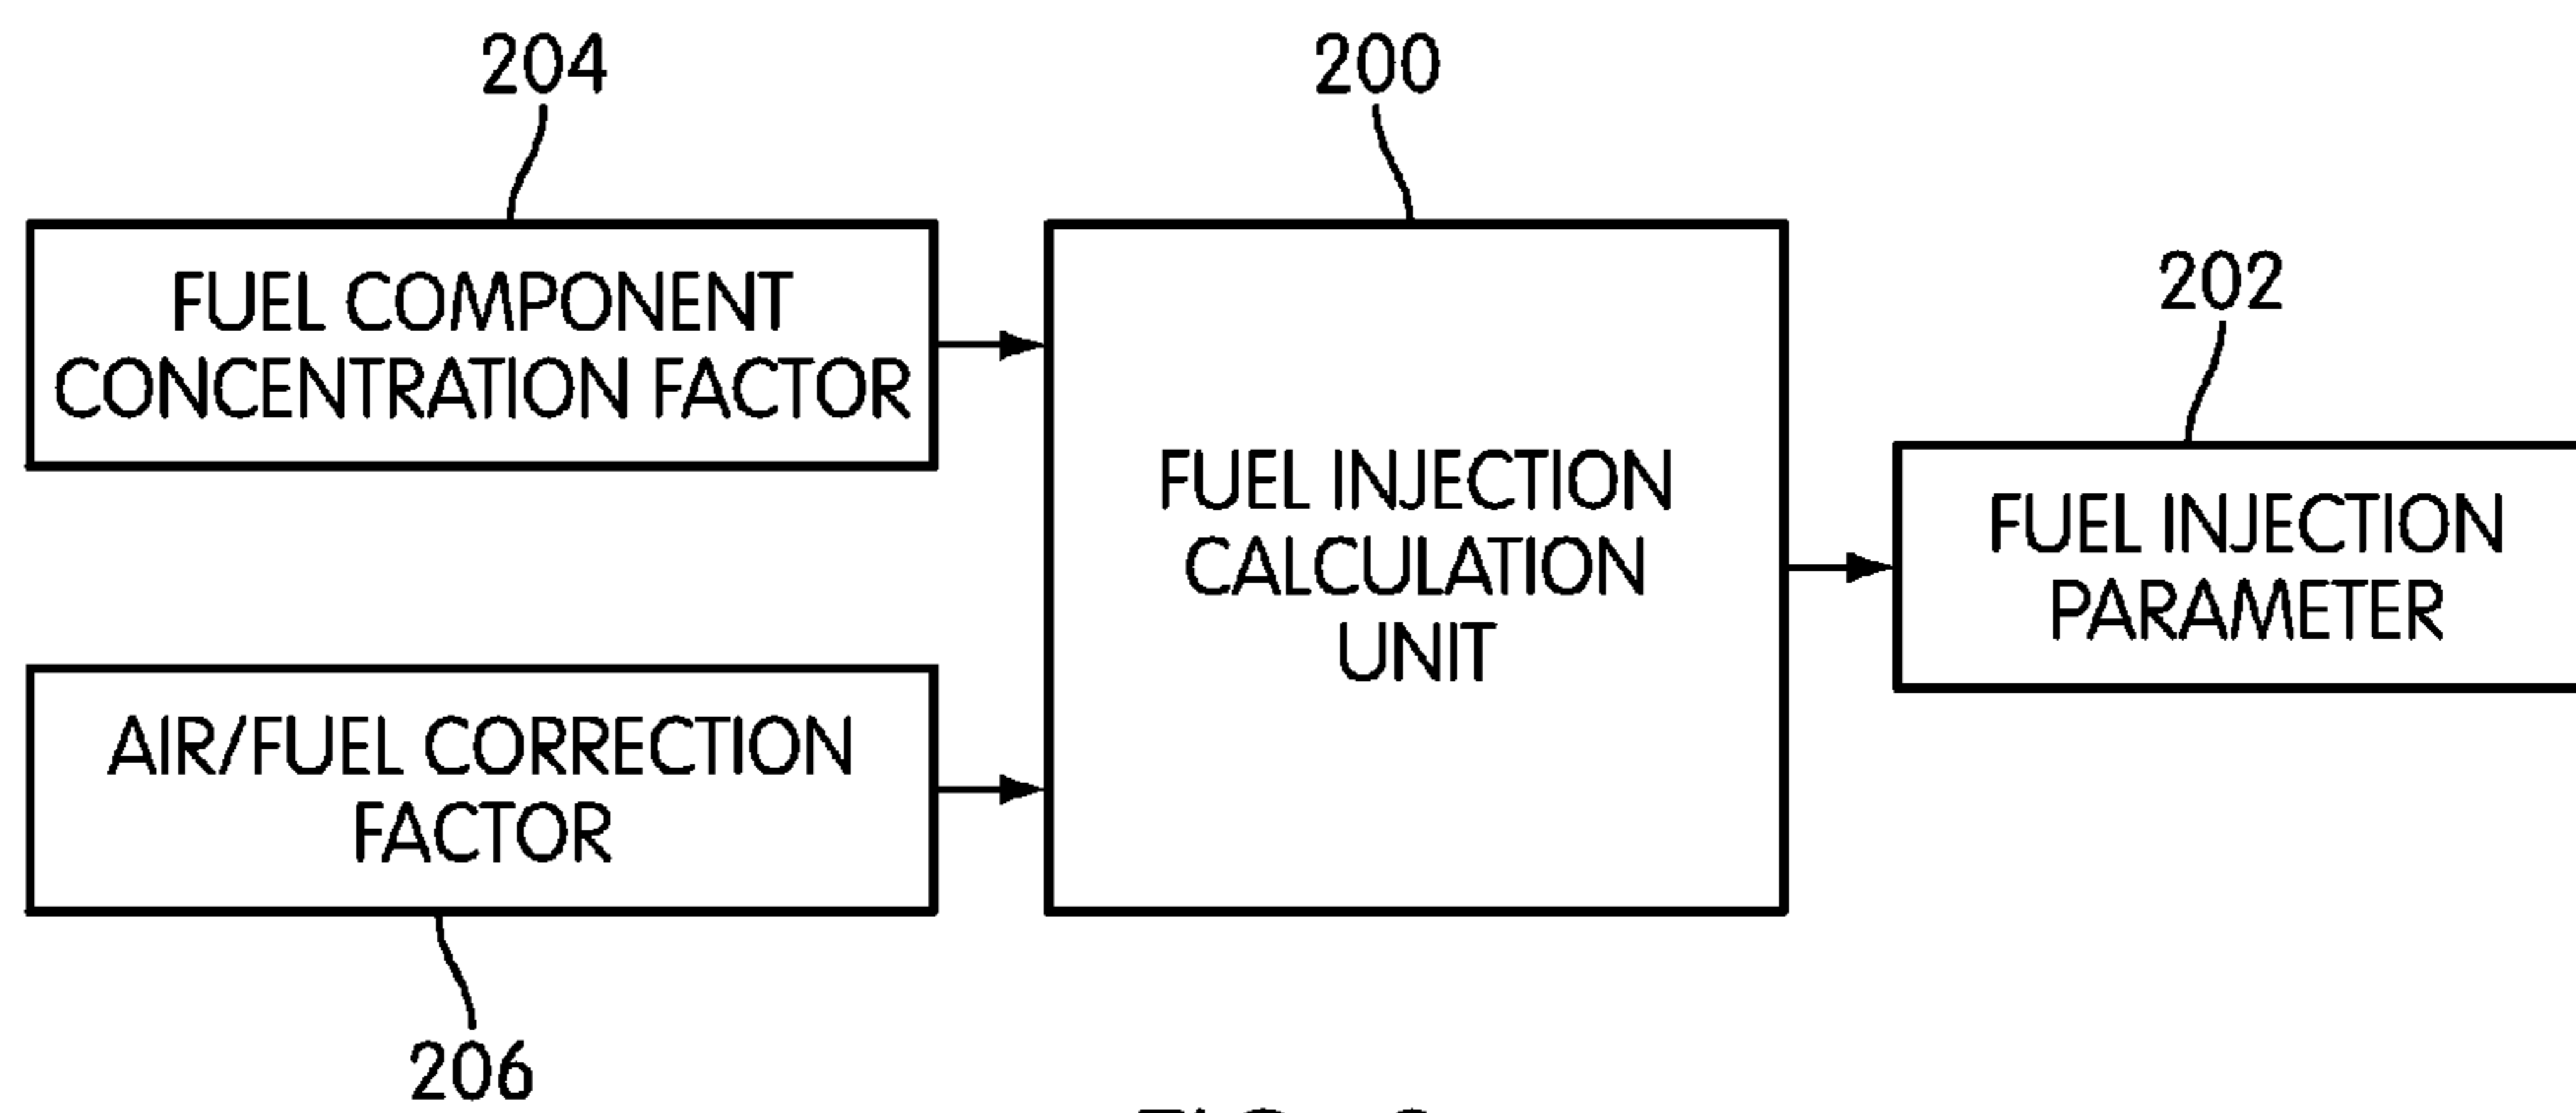 204
200
202
FUEL COMPONENT
CONCENTRATION FACTOR
FUEL INJECTION
CALCULATION
UNIT
FUEL INJECTION
PARAMETER
AIR/FUEL CORRECTION
FACTOR
206